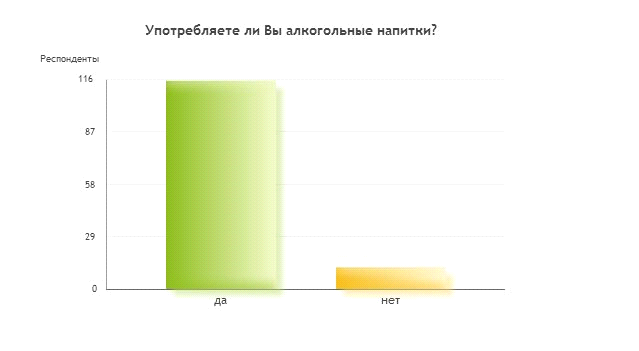 Употребляете ли Вы алкогольные напитки?
Респонденты
116
87
58
29
0
да
нет